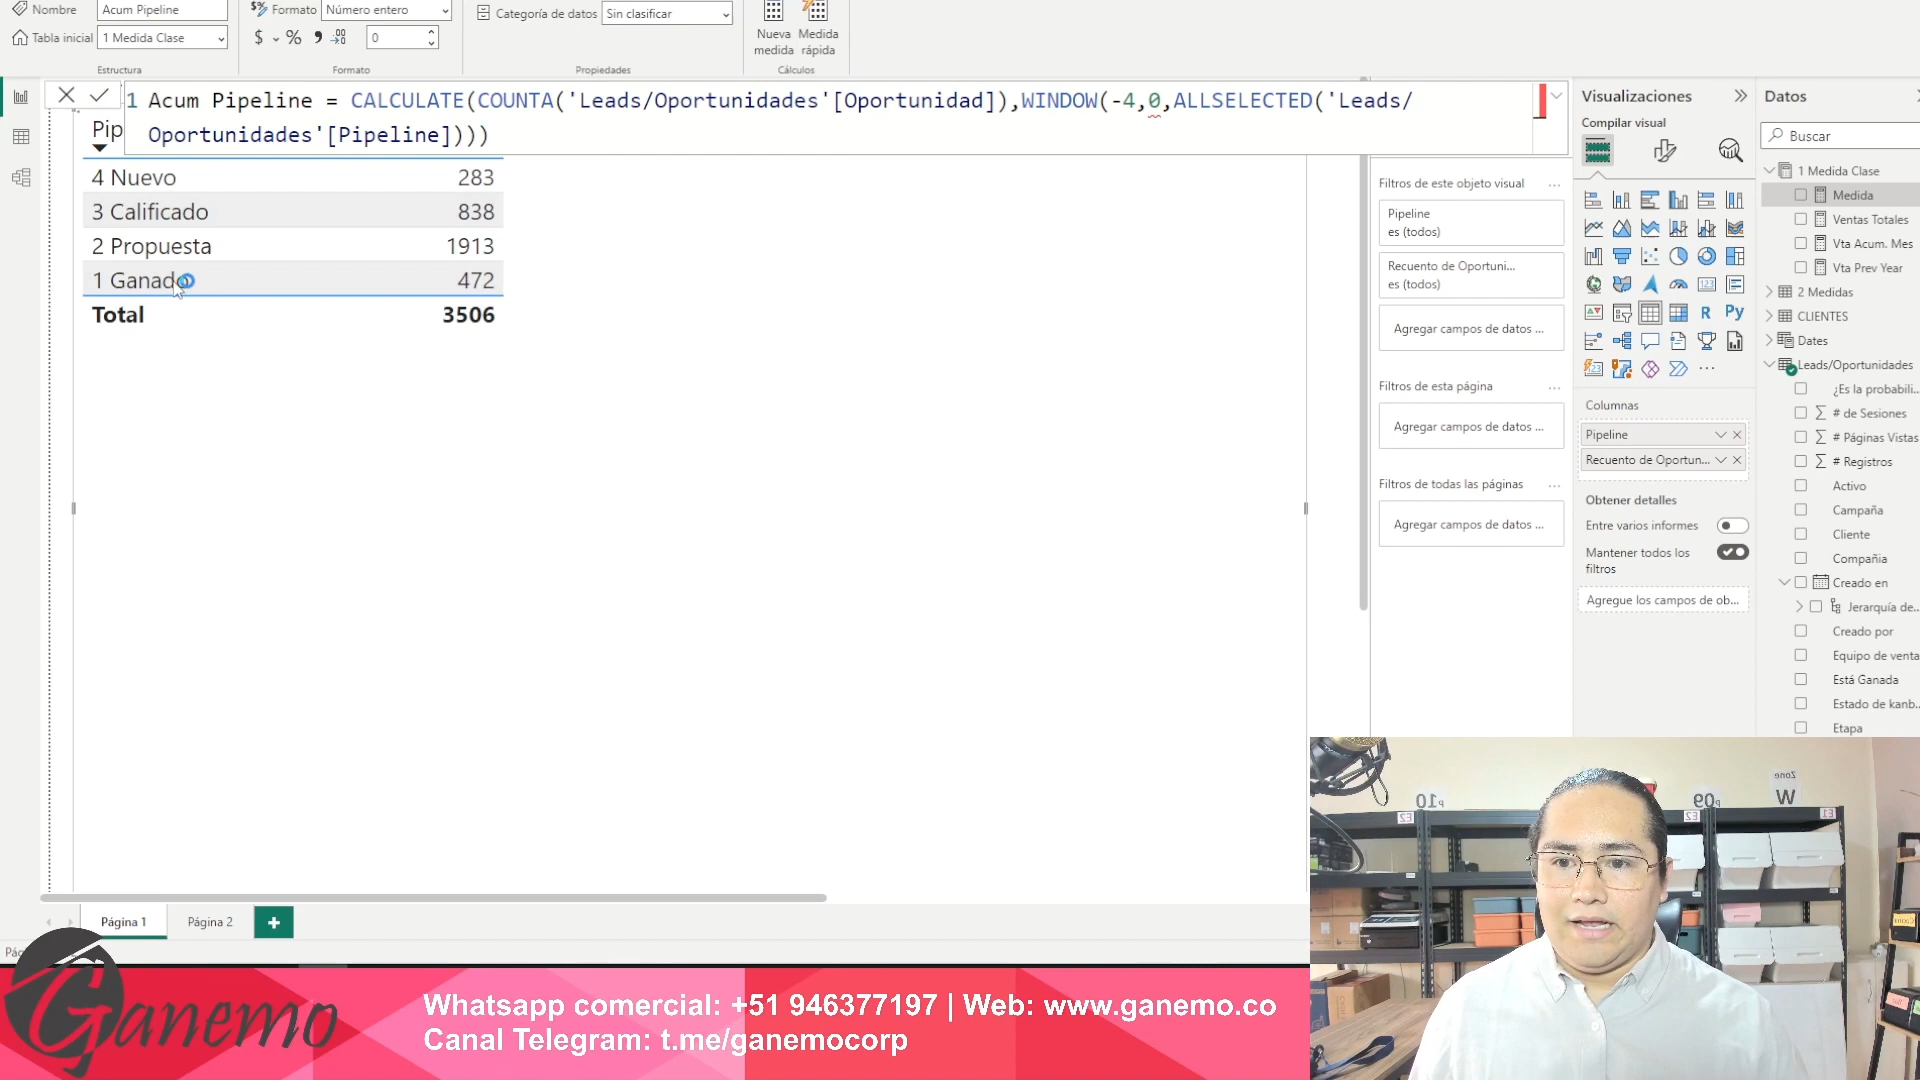 Nombre
Acum Pipeline
Formato
Número entero
Categoría de datos
Sin clasificar
Nueva medida
Medida rápida
Tabla inicial
1 Medida Clase
$
%
0
Estructura
Formato
Propiedades
Cálculos
1 Acum Pipeline = CALCULATE(COUNTA('Leads/Oportunidades'[Oportunidad]),WINDOW(-4,0,ALLSELECTED('Leads/
Oportunidades'[Pipeline])))
Pip
4 Nuevo 283
3 Calificado 838
2 Propuesta 1913
1 Ganado 472
Total 3506
Filtros de este objeto visual
Pipeline
es (todos)
Recuento de Oportuni...
es (todos)
Agregar campos de datos ...
Filtros de esta página
Agregar campos de datos ...
Filtros de todas las páginas
Agregar campos de datos ...
Visualizaciones
Compilar visual
R
Py
123
Columnas
Pipeline
Recuento de Oportun...
Obtener detalles
Entre varios informes
Mantener todos los
filtros
Agregue los campos de ob...
Datos
Buscar
1 Medida Clase
Medida
Ventas Totales
Vta Acum. Mes
Vta Prev Year
2 Medidas
CLIENTES
Dates
Leads/Oportunidades
¿Es la probabili...
# de Sesiones
# Páginas Vistas
# Registros
Activo
Campaña
Cliente
Compañia
Creado en
Jerarquía de...
Creado por
Equipo de venta
Está Ganada
Estado de kanb...
Etapa
Página 1
Página 2
Pág
Ganemo
Whatsapp comercial: +51 946377197 | Web: www.ganemo.co
Canal Telegram: t.me/ganemocorp
P10
P09
Zone
W
E2
E2
E1